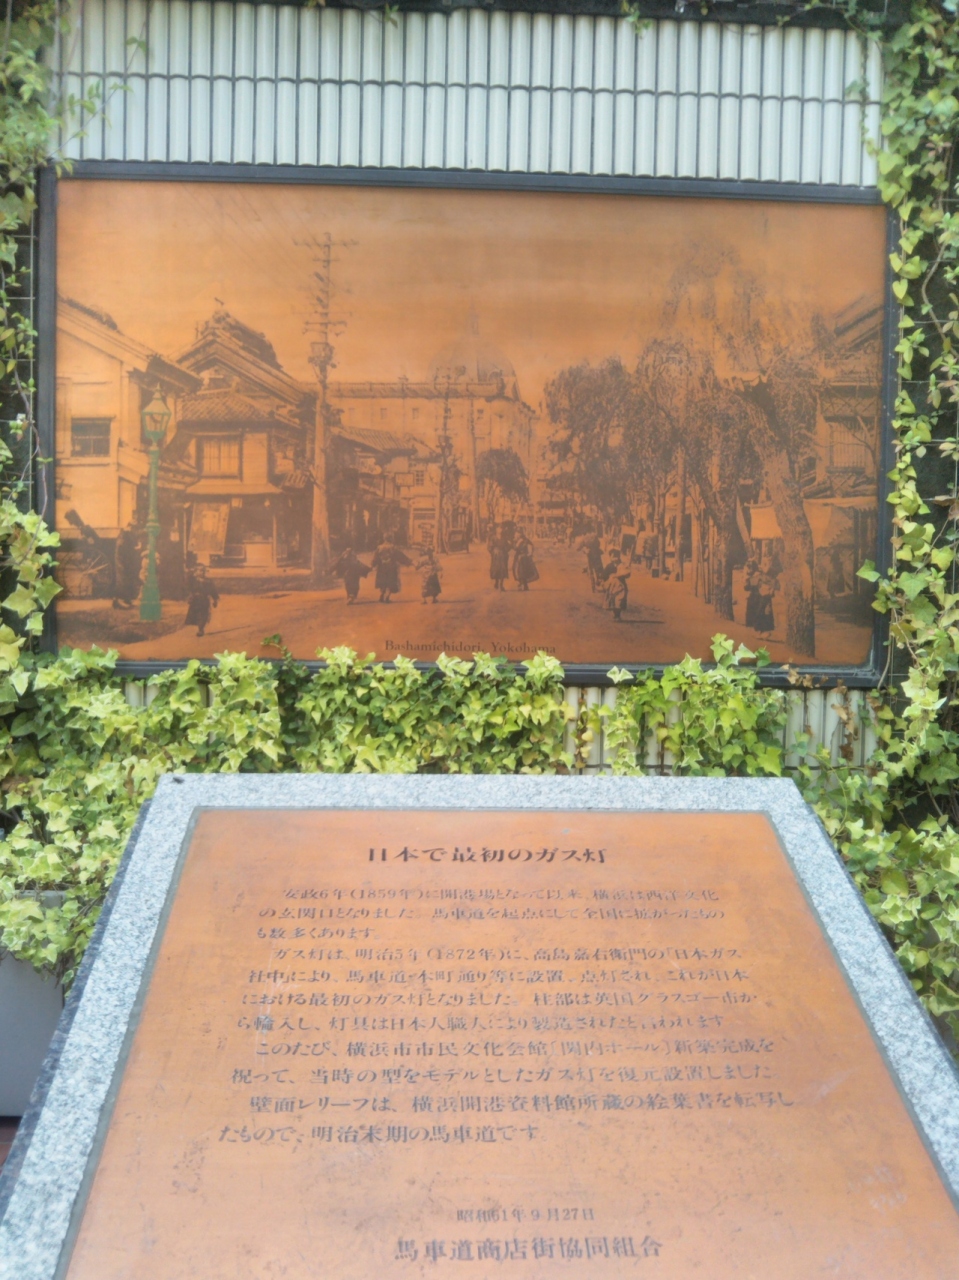 Bashamichidori, Yokohama
日本で最初のガス灯
安政6年(1859年)に開港場となって以来、横浜は西洋文化
の玄関口となりました。馬車道を起点にして全国に拡がったもの
も数多くあります。
ガス灯は、明治5年(1872年)に、高島嘉右衛門の「日本ガス
社中」により、馬車道・本町通り等に設置、点灯され、これが日本
における最初のガス灯となりました。柱部は英国グラスゴー市か
ら輸入し、灯具は日本人職人により製造されたと言われます。
このたび、横浜市市民文化会館〔関内ホール〕新築完成を
祝って、当時の型をモデルとしたガス灯を復元設置しました。
壁面レリーフは、横浜開港資料館所蔵の絵葉書を転写し
たもので、明治末期の馬車道です。
昭和61年9月27日
馬車道商店街協同組合